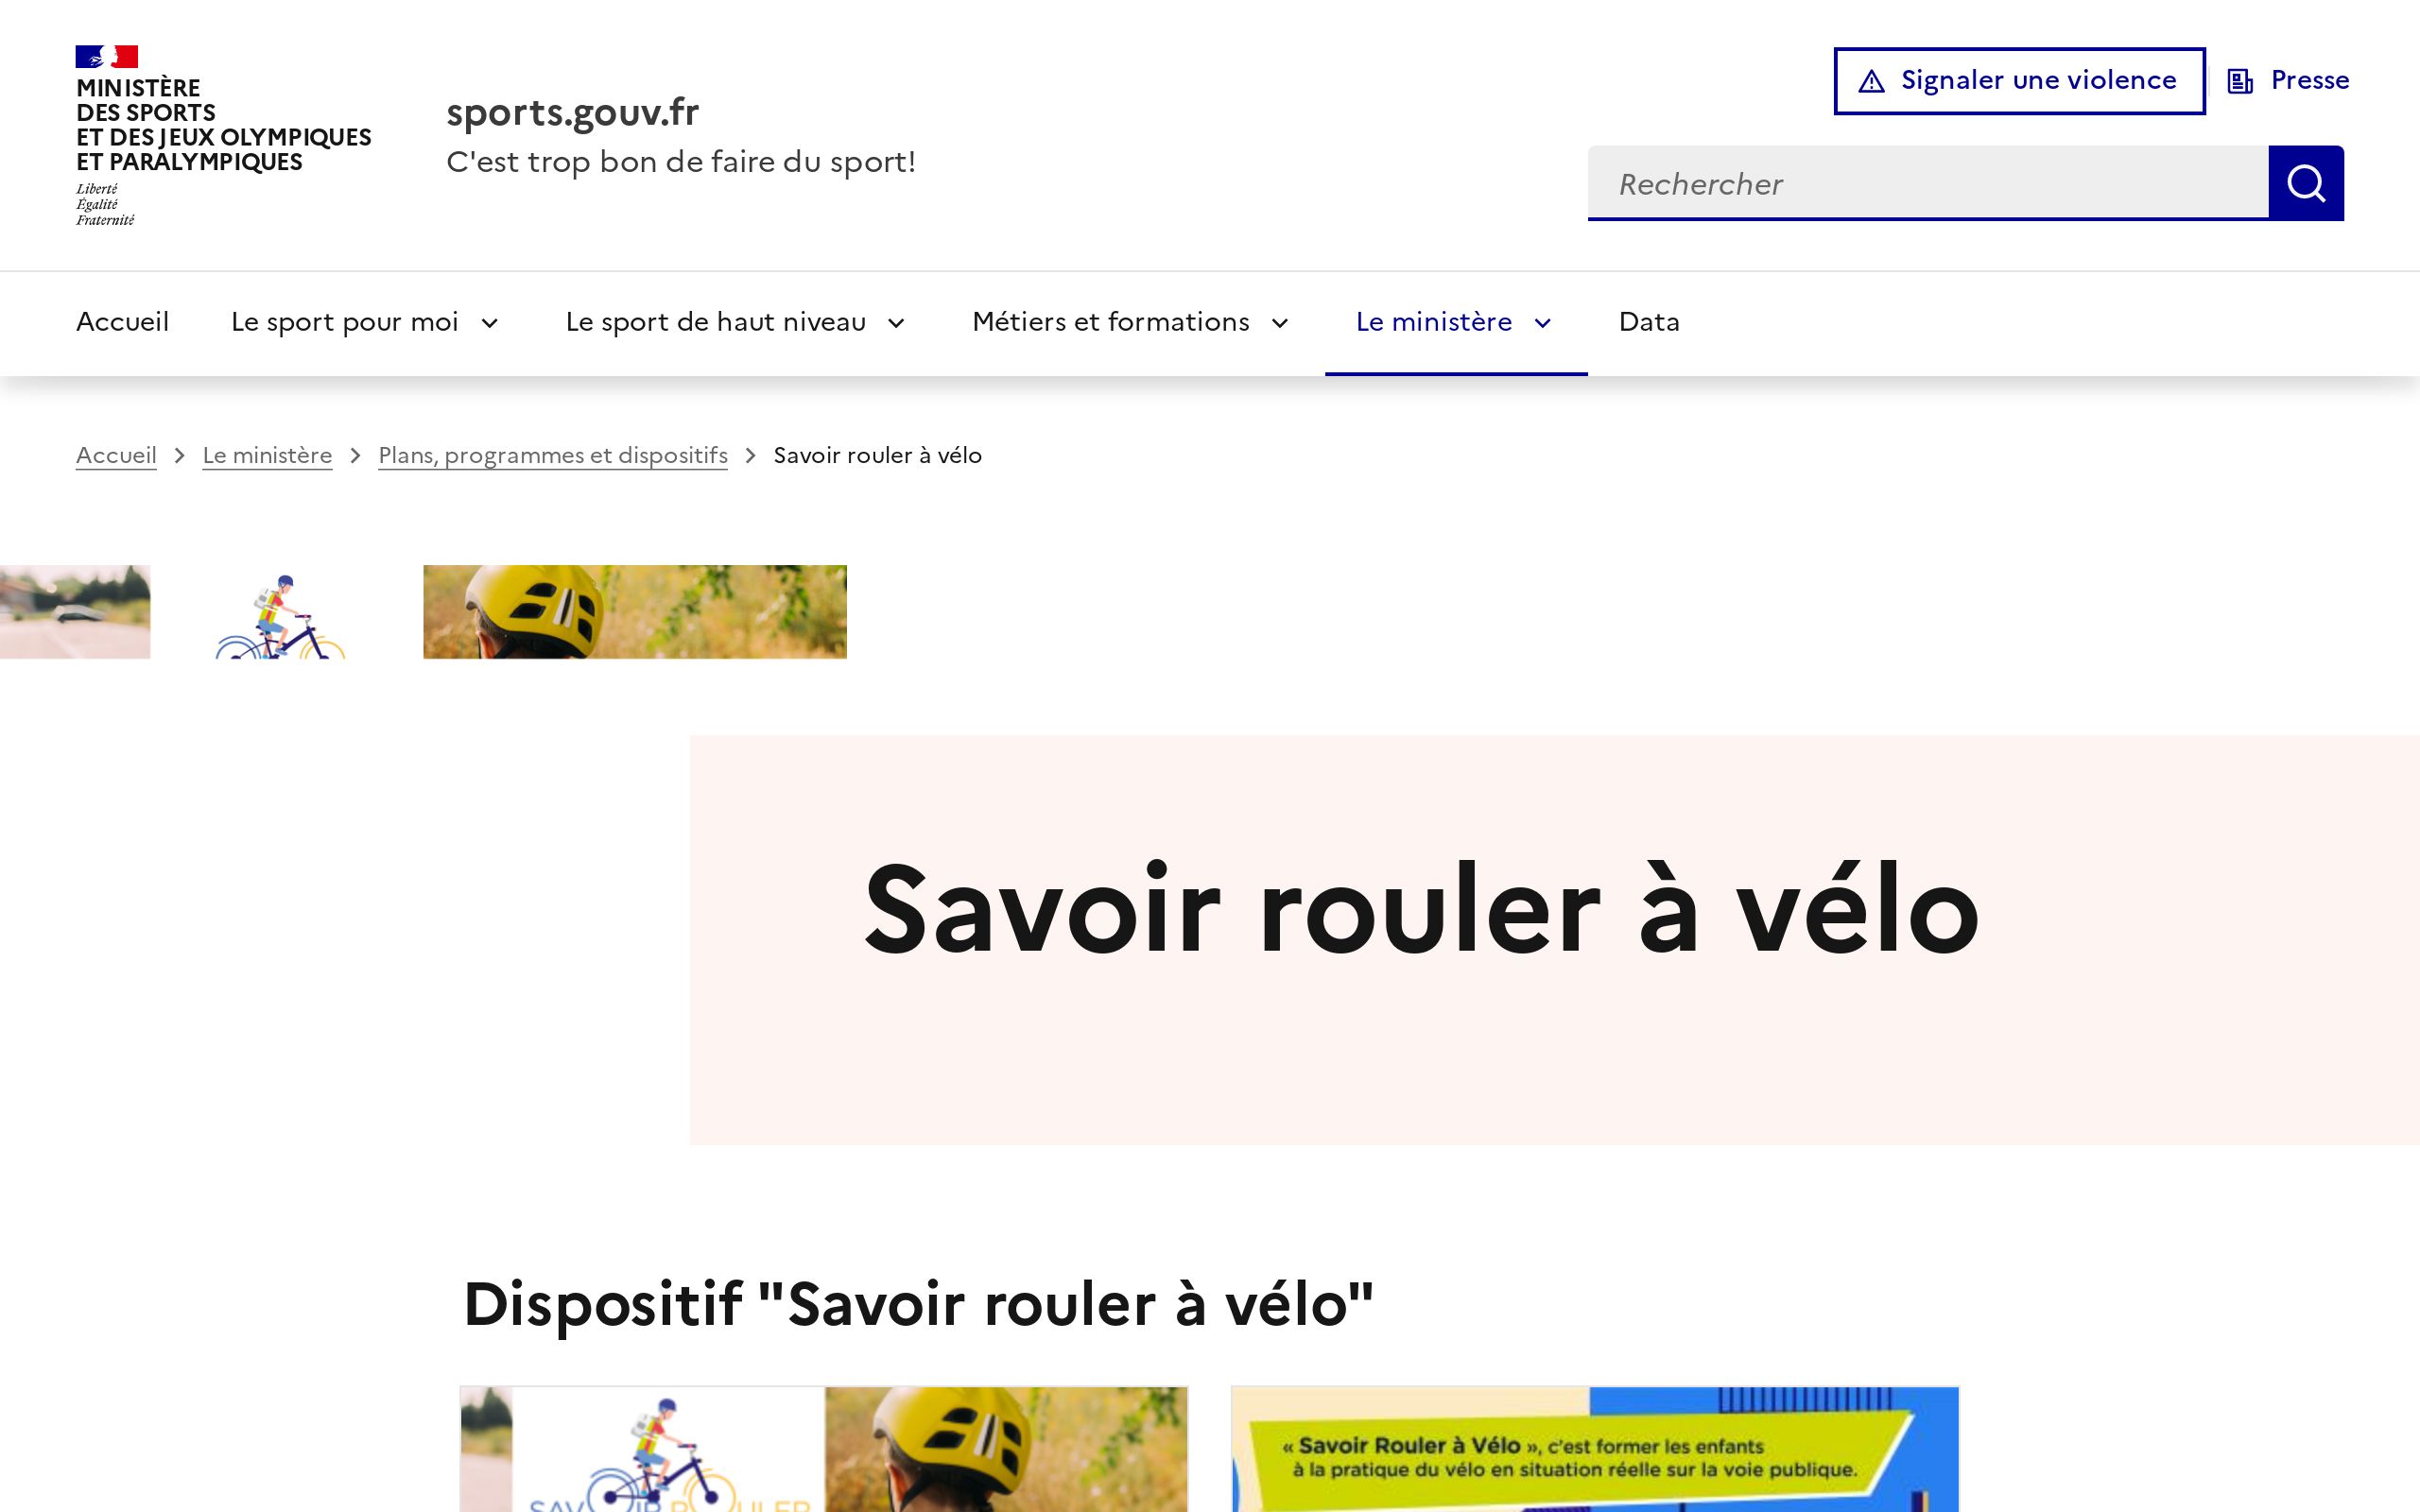 MINISTÈRE
DES SPORTS
ET DES JEUX OLYMPIQUES
ET PARALYMPIQUES
Liberté
Égalité
Fraternité
sports.gouv.fr
C'est trop bon de faire du sport!
Signaler une violence
Presse
Rechercher
Accueil
Le sport pour moi
Le sport de haut niveau
Métiers et formations
Le ministère
Data
Accueil > Le ministère > Plans, programmes et dispositifs > Savoir rouler à vélo
Savoir rouler à vélo
Dispositif "Savoir rouler à vélo"
SAVOIR ROULER
« Savoir Rouler à Vélo », c'est former les enfants
à la pratique du vélo en situation réelle sur la voie publique.